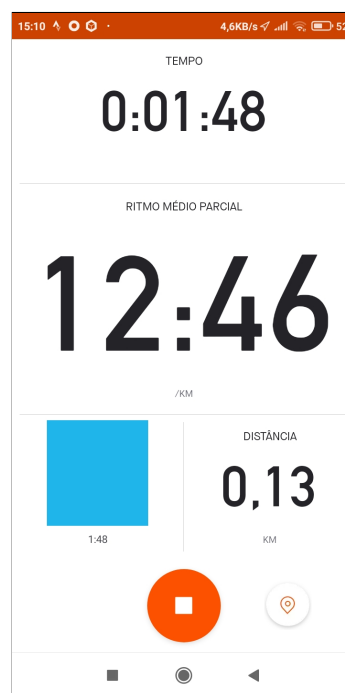 15:10 4,6KB/s 52
TEMPO
0:01:48
RITMO MÉDIO PARCIAL
12:46
/KM
1:48
DISTÂNCIA
0,13
KM